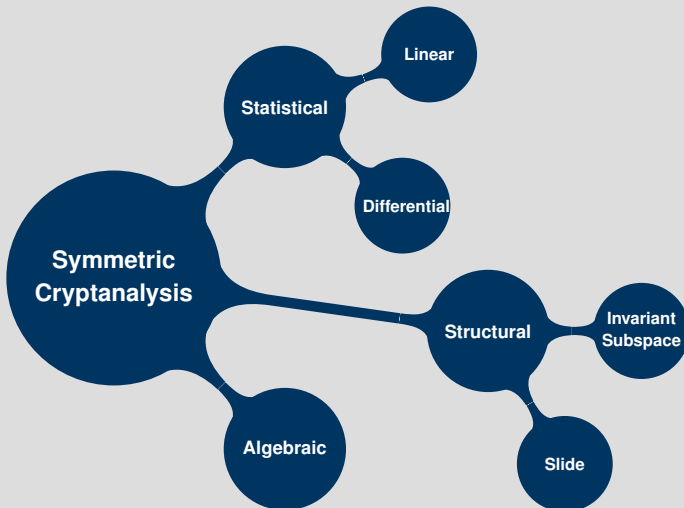 Linear
Statistical
Differential
Symmetric
Cryptanalysis
Structural
Invariant
Subspace
Algebraic
Slide